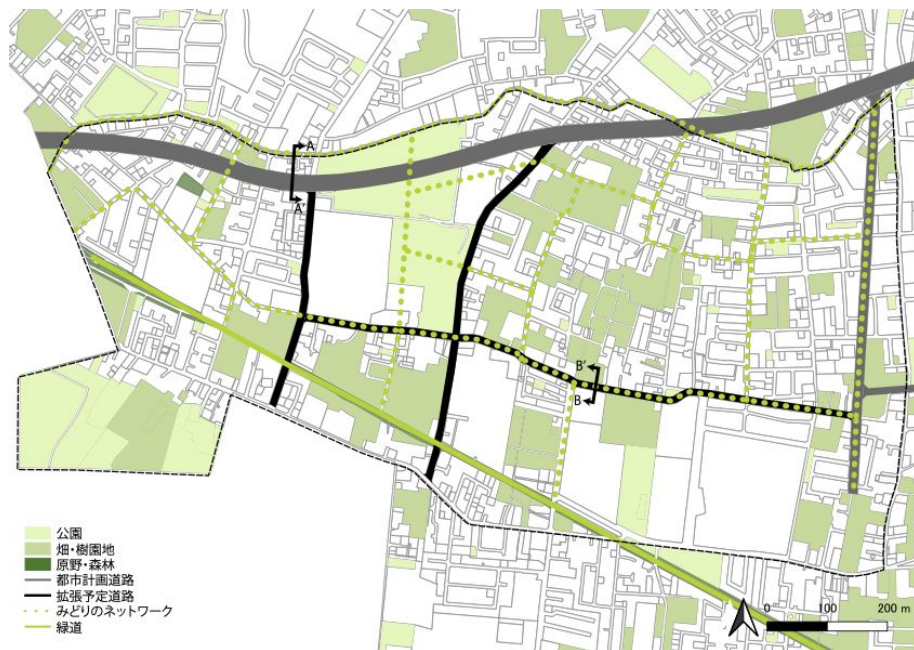 A
A'
B'
B
公園
畑・樹園地
原野・森林
都市計画道路
拡張予定道路
みどりのネットワーク
緑道
0 100 200 m